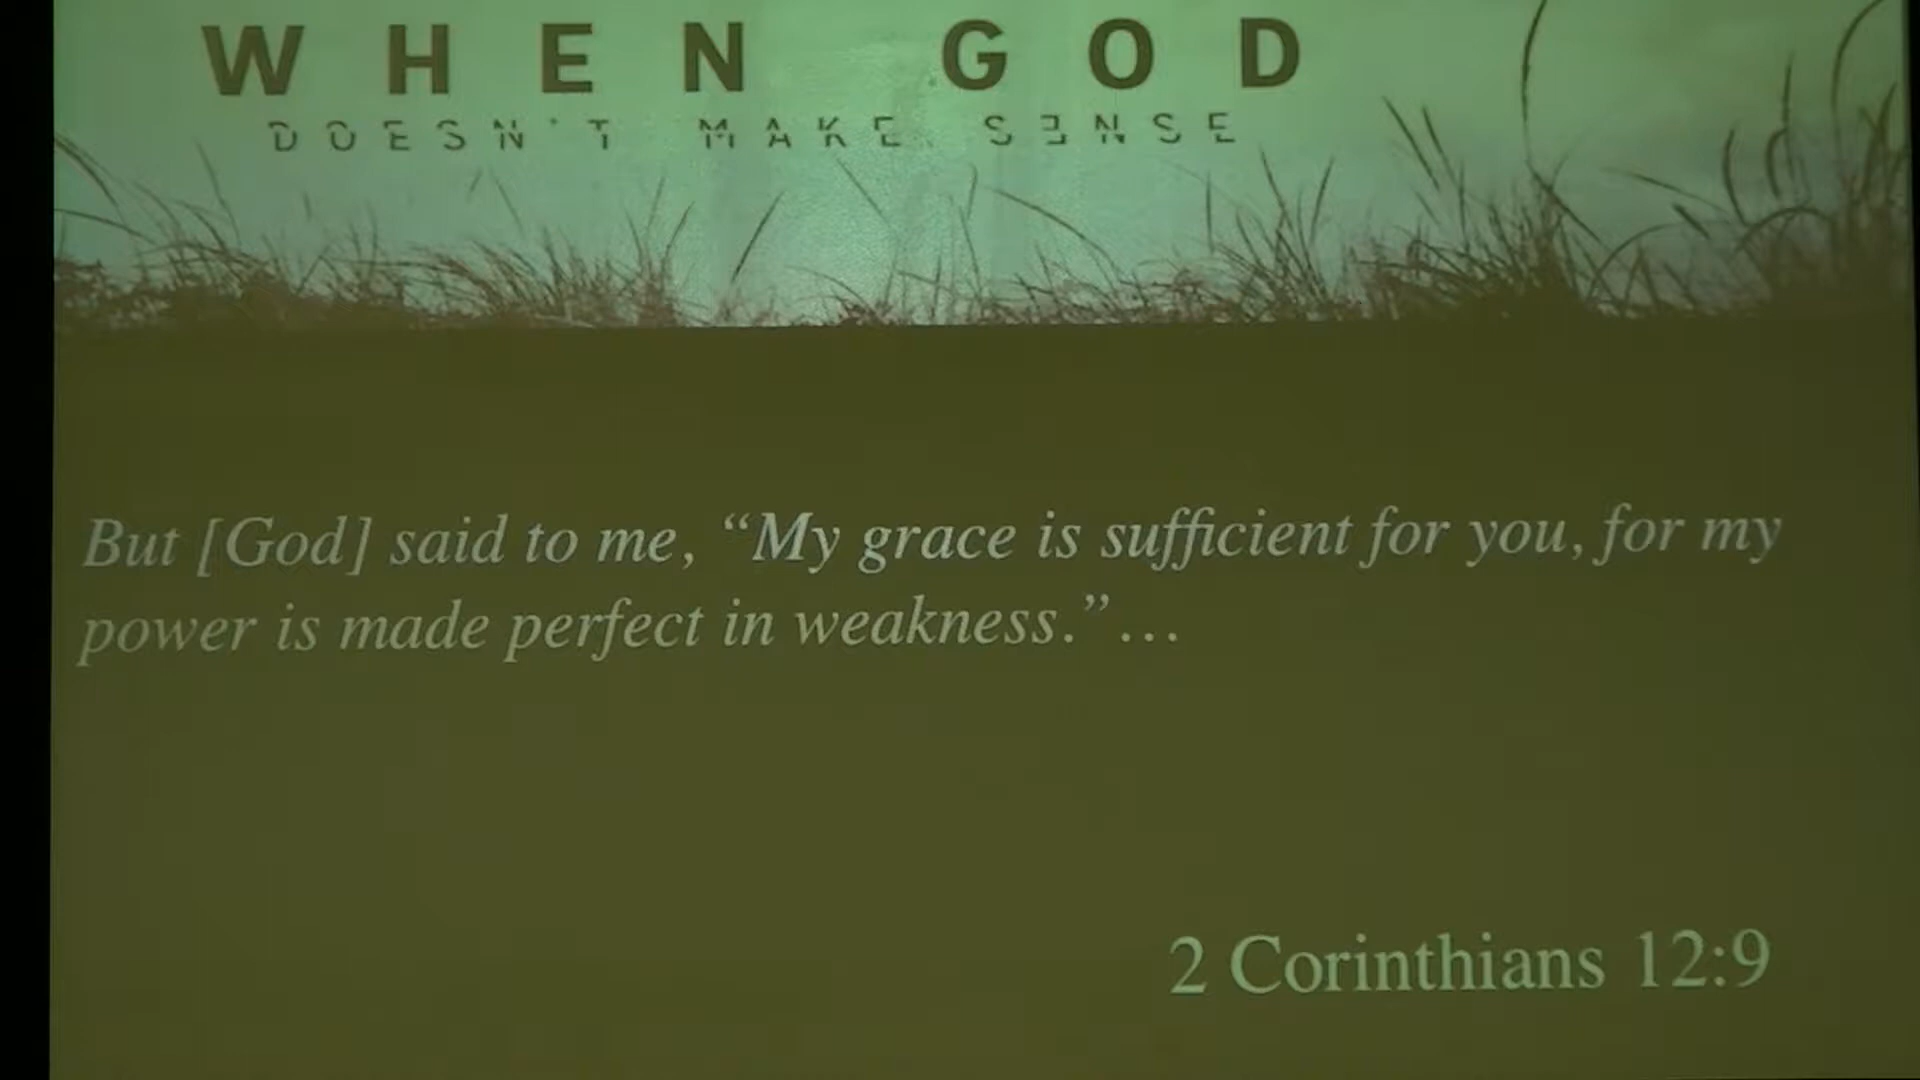 WHEN GOD
DOESN'T MAKE SENSE
But [God] said to me, “My grace is sufficient for you, for my
power is made perfect in weakness.”…
2 Corinthians 12:9